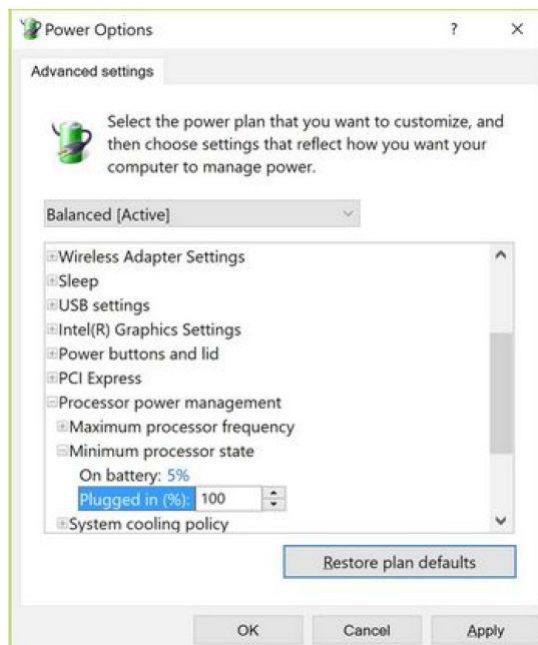 Power Options
Advanced settings
Select the power plan that you want to customize, and
then choose settings that reflect how you want your
computer to manage power.
Balanced [Active]
Wireless Adapter Settings
Sleep
USB settings
Intel(R) Graphics Settings
Power buttons and lid
PCI Express
Processor power management
Maximum processor frequency
Minimum processor state
On battery: 5%
Plugged in (%): 100
System cooling policy
Restore plan defaults
OK Cancel Apply